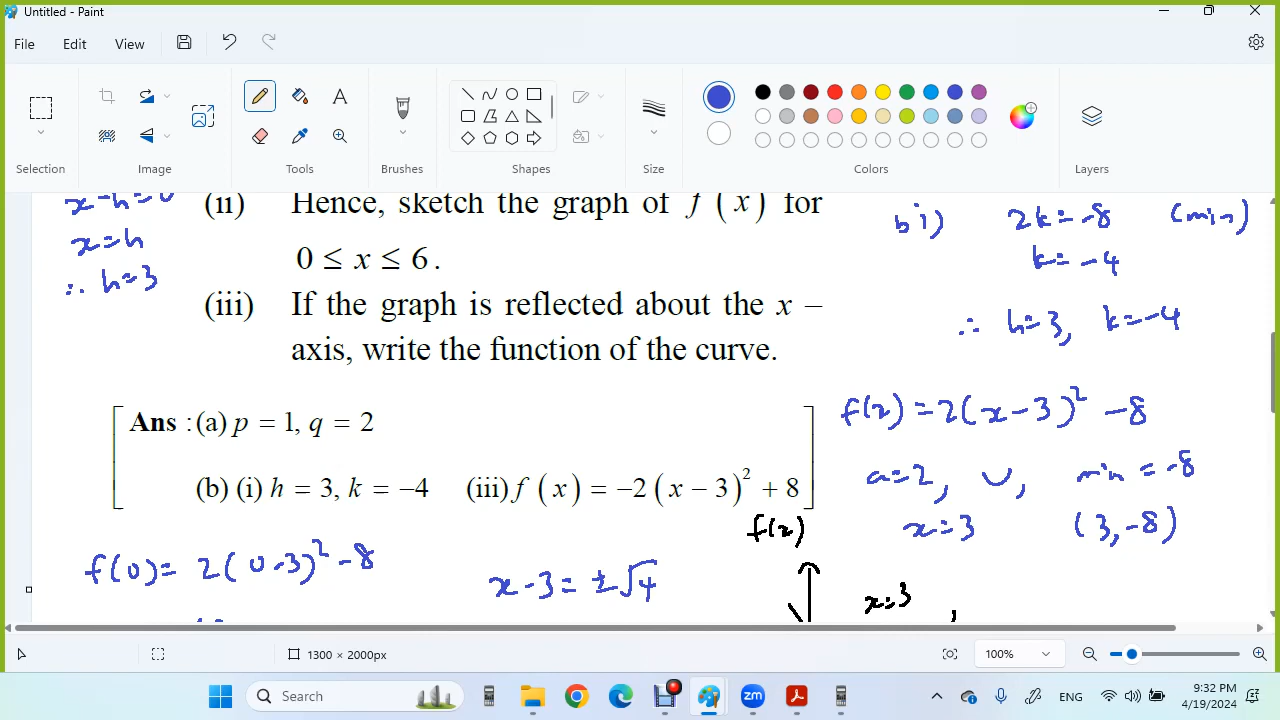 Untitled - Paint
File Edit View
Selection Image Tools Brushes Shapes Size Colors Layers
x-h=0
x=h
∴ h=3
(ii) Hence, sketch the graph of f(x) for
0 ≤ x ≤ 6.
(iii) If the graph is reflected about the x −
axis, write the function of the curve.
b i) 2k=-8 (min)
k=-4
∴ h=3, k=-4
Ans : (a) p = 1, q = 2
(b) (i) h = 3, k = −4 (iii) f(x) = −2(x − 3)² + 8
f(x) = 2(x-3)² -8
a=2, ∪, min = -8
x=3 (3,-8)
f(0)= 2(0-3)² -8
x-3= ±√4
f(x)
x=3
1300 × 2000px
100%
Search
ENG
9:32 PM
4/19/2024